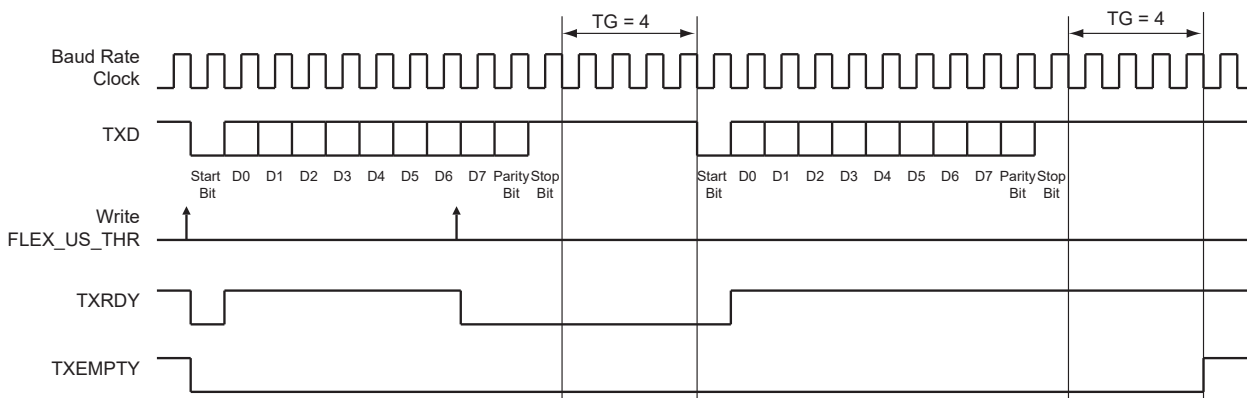 TG = 4
TG = 4
Baud Rate
Clock
TXD
Start
Bit
D0
D1
D2
D3
D4
D5
D6
D7
Parity
Bit
Stop
Bit
Start
Bit
D0
D1
D2
D3
D4
D5
D6
D7
Parity
Bit
Stop
Bit
Write
FLEX_US_THR
TXRDY
TXEMPTY